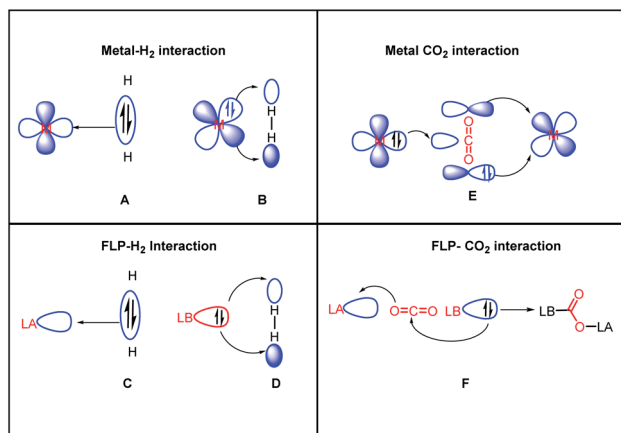 Metal-H2 interaction
H
M
H
A
M
H
H
B
Metal CO2 interaction
M
O=C=O
M
E
FLP-H2 Interaction
H
LA
H
C
LB
H
H
D
FLP- CO2 interaction
LA
O=C=O
LB
LB
O
O
LA
F